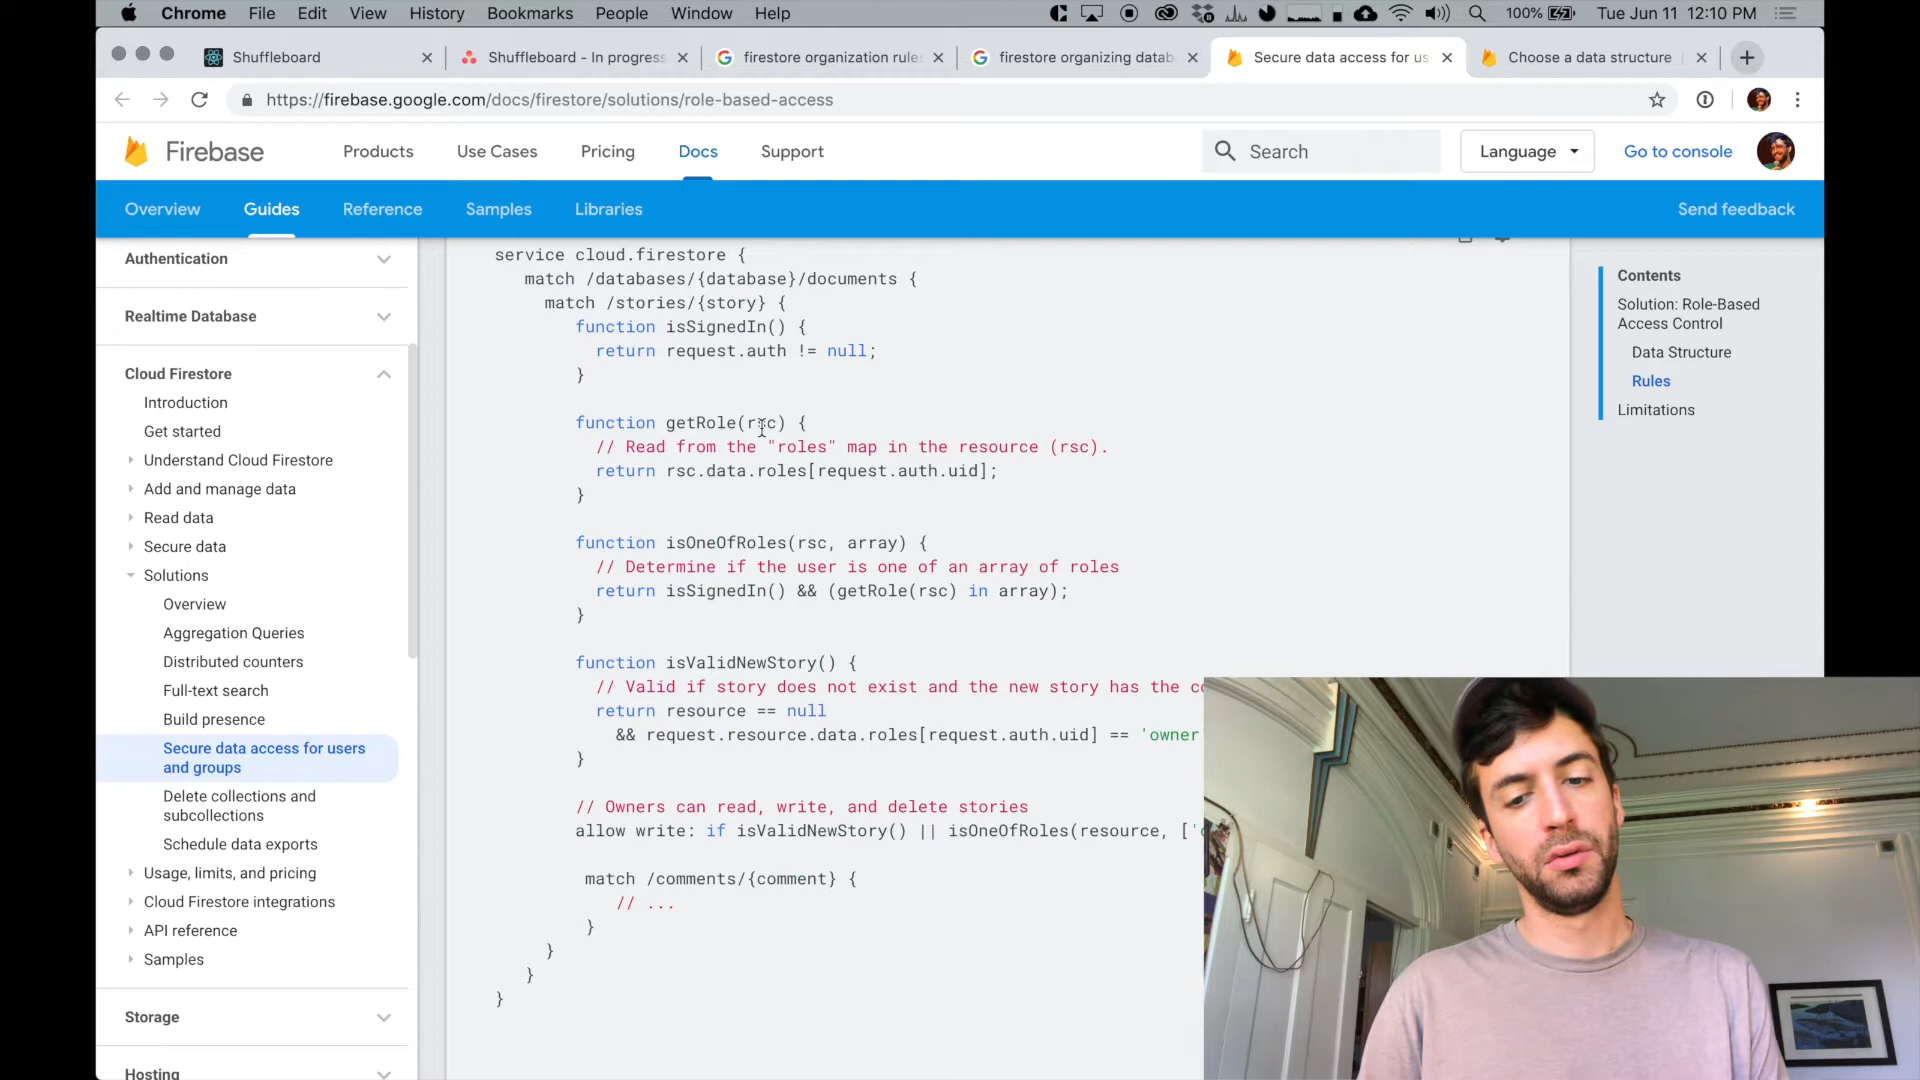 Chrome File Edit View History Bookmarks People Window Help 100% Tue Jun 11 12:10 PM
Shuffleboard Shuffleboard - In progress firestore organization rule firestore organizing datab Secure data access for us Choose a data structure
https://firebase.google.com/docs/firestore/solutions/role-based-access
Firebase Products Use Cases Pricing Docs Support Search Language Go to console
Overview Guides Reference Samples Libraries Send feedback
Authentication
Realtime Database
Cloud Firestore
Introduction
Get started
Understand Cloud Firestore
Add and manage data
Read data
Secure data
Solutions
Overview
Aggregation Queries
Distributed counters
Full-text search
Build presence
Secure data access for users
and groups
Delete collections and
subcollections
Schedule data exports
Usage, limits, and pricing
Cloud Firestore integrations
API reference
Samples
Storage
Hosting
service cloud.firestore {
match /databases/{database}/documents {
match /stories/{story} {
function isSignedIn() {
return request.auth != null;
}
function getRole(rsc) {
// Read from the "roles" map in the resource (rsc).
return rsc.data.roles[request.auth.uid];
}
function isOneOfRoles(rsc, array) {
// Determine if the user is one of an array of roles
return isSignedIn() && (getRole(rsc) in array);
}
function isValidNewStory() {
// Valid if story does not exist and the new story has the co
return resource == null
&& request.resource.data.roles[request.auth.uid] == 'owner
}
// Owners can read, write, and delete stories
allow write: if isValidNewStory() || isOneOfRoles(resource, ['o
match /comments/{comment} {
// ...
}
}
}
}
Contents
Solution: Role-Based
Access Control
Data Structure
Rules
Limitations